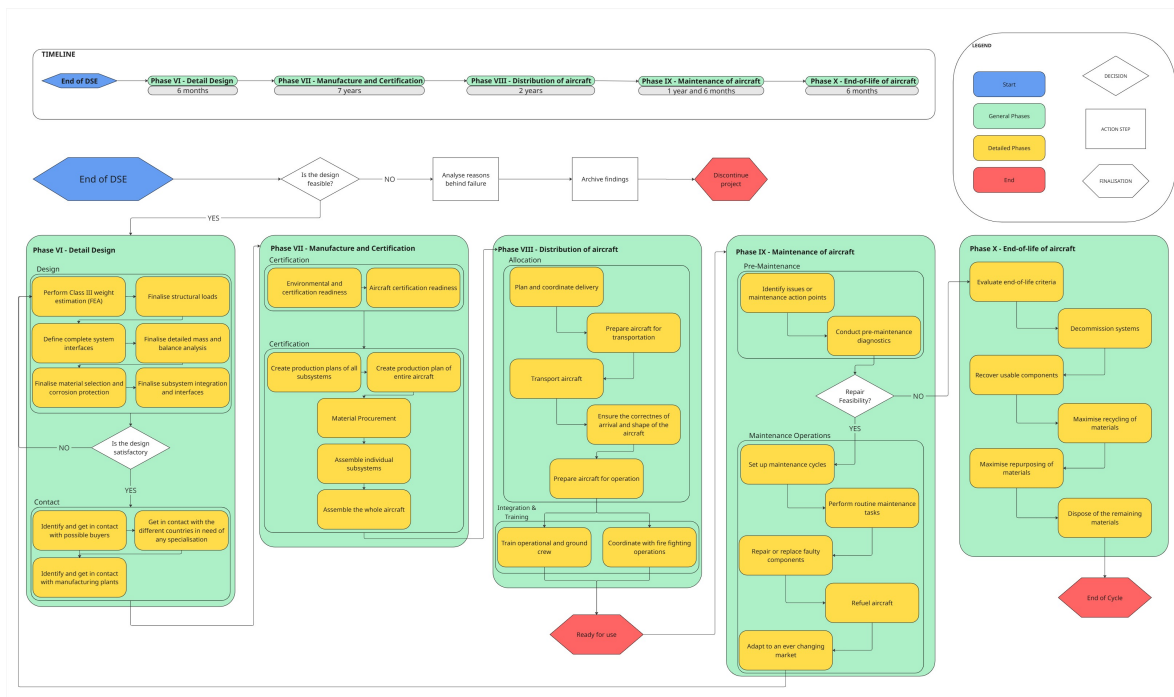 TIMELINE
End of DSE
Phase VI - Detail Design
6 months
Phase VII - Manufacture and Certification
7 years
Phase VIII - Distribution of aircraft
2 years
Phase IX - Maintenance of aircraft
1 year and 6 months
Phase X - End-of-life of aircraft
6 months
LEGEND
Start
DECISION
General Phases
ACTION STEP
Detailed Phases
End
FINALISATION
End of DSE
Is the design
feasible?
NO
Analyse reasons
behind failure
Archive findings
Discontinue
project
YES
Phase VI - Detail Design
Design
Perform Class III weight
estimation (FEA)
Finalise structural loads
Define complete system
interfaces
Finalise detailed mass and
balance analysis
Finalise material selection and
corrosion protection
Finalise subsystem integration
and interfaces
Is the design
satisfactory
NO
YES
Contact
Identify and get in contact
with possible buyers
Get in contact with the
different countries in need of
any specialisation
Identify and get in contact
with manufacturing plants
Phase VII - Manufacture and Certification
Certification
Environmental and
certification readiness
Aircraft certification readiness
Certification
Create production plans of all
subsystems
Create production plan of
entire aircraft
Material Procurement
Assemble individual
subsystems
Assemble the whole aircraft
Phase VIII - Distribution of aircraft
Allocation
Plan and coordinate delivery
Prepare aircraft for
transportation
Transport aircraft
Ensure the correctnes of
arrival and shape of the
aircraft
Prepare aircraft for operation
Integration &
Training
Train operational and ground
crew
Coordinate with fire fighting
operations
Ready for use
Phase IX - Maintenance of aircraft
Pre-Maintenance
Identify issues or
maintenance action points
Conduct pre-maintenance
diagnostics
Repair
Feasibility?
NO
YES
Maintenance Operations
Set up maintenance cycles
Perform routine maintenance
tasks
Repair or replace faulty
components
Refuel aircraft
Adapt to an ever changing
market
Phase X - End-of-life of aircraft
Evaluate end-of-life criteria
Decommission systems
Recover usable components
Maximise recycling of
materials
Maximise repurposing of
materials
Dispose of the remaining
materials
End of Cycle